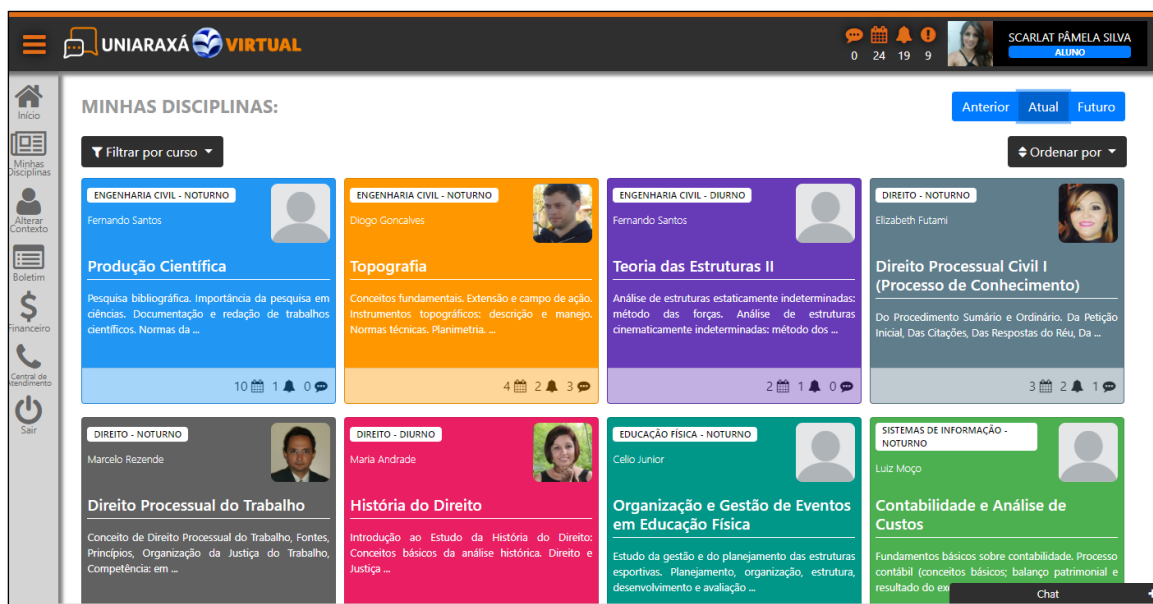 UNIARAXÁ VIRTUAL
0 24 19 9
SCARLAT PÂMELA SILVA
ALUNO
Início
Minhas
Disciplinas
Alterar
Contexto
Boletim
Financeiro
Central de
Atendimento
Sair
MINHAS DISCIPLINAS:
Anterior Atual Futuro
Filtrar por curso
Ordenar por
ENGENHARIA CIVIL - NOTURNO
Fernando Santos
Produção Científica
Pesquisa bibliográfica. Importância da pesquisa em
ciências. Documentação e redação de trabalhos
científicos. Normas da ...
10 1 0
ENGENHARIA CIVIL - NOTURNO
Diogo Goncalves
Topografia
Conceitos fundamentais. Extensão e campo de ação.
Instrumentos topográficos: descrição e manejo.
Normas técnicas. Planimetria. ...
4 2 3
ENGENHARIA CIVIL - DIURNO
Fernando Santos
Teoria das Estruturas II
Análise de estruturas estaticamente indeterminadas:
método das forças. Análise de estruturas
cinematicamente indeterminadas: método dos ...
2 1 0
DIREITO - NOTURNO
Elizabeth Futami
Direito Processual Civil I
(Processo de Conhecimento)
Do Procedimento Sumário e Ordinário. Da Petição
Inicial, Das Citações, Das Respostas do Réu, Da ...
3 2 1
DIREITO - NOTURNO
Marcelo Rezende
Direito Processual do Trabalho
Conceito de Direito Processual do Trabalho, Fontes,
Princípios, Organização da Justiça do Trabalho,
Competência: em ...
DIREITO - DIURNO
Maria Andrade
História do Direito
Introdução ao Estudo da História do Direito:
Conceitos básicos da análise histórica. Direito e
Justiça ...
EDUCAÇÃO FÍSICA - NOTURNO
Celio Junior
Organização e Gestão de Eventos
em Educação Física
Estudo da gestão e do planejamento das estruturas
esportivas. Planejamento, organização, estrutura,
desenvolvimento e avaliação ...
SISTEMAS DE INFORMAÇÃO -
NOTURNO
Luiz Moço
Contabilidade e Análise de
Custos
Fundamentos básicos sobre contabilidade. Processo
contábil (conceitos básicos; balanço patrimonial e
resultado do
Chat